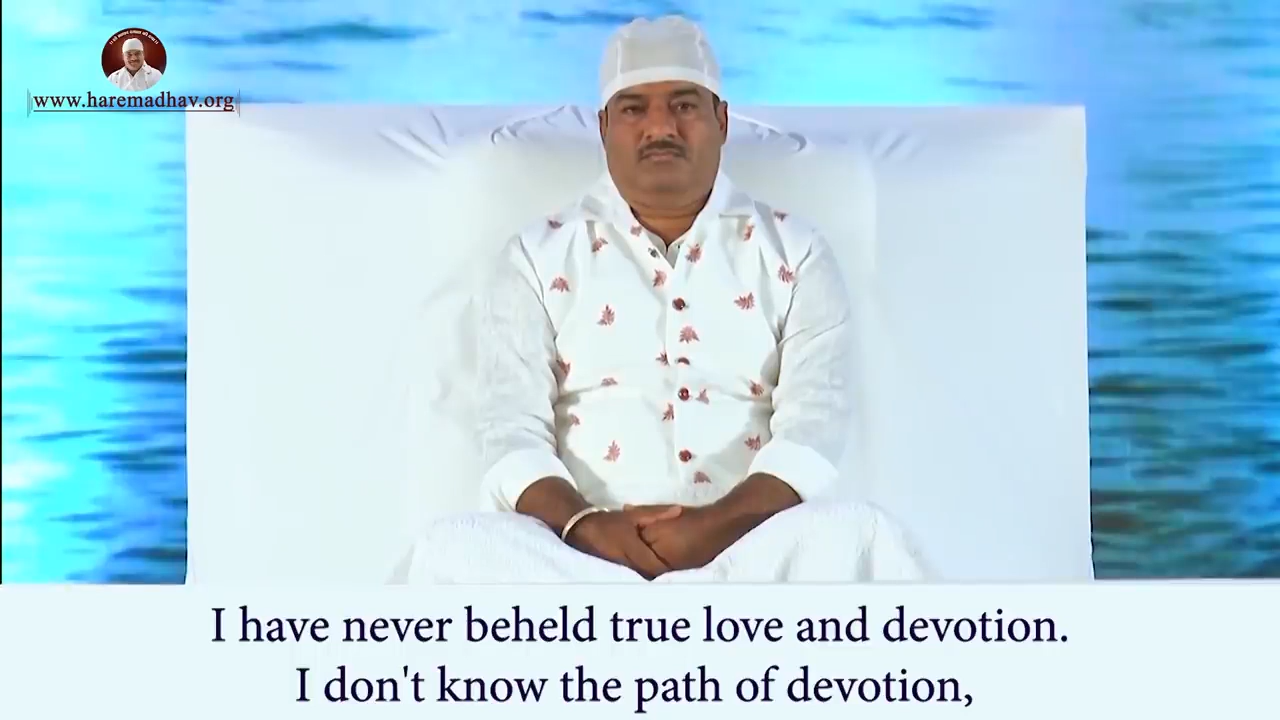 www.haremadhav.org
I have never beheld true love and devotion.
I don't know the path of devotion,